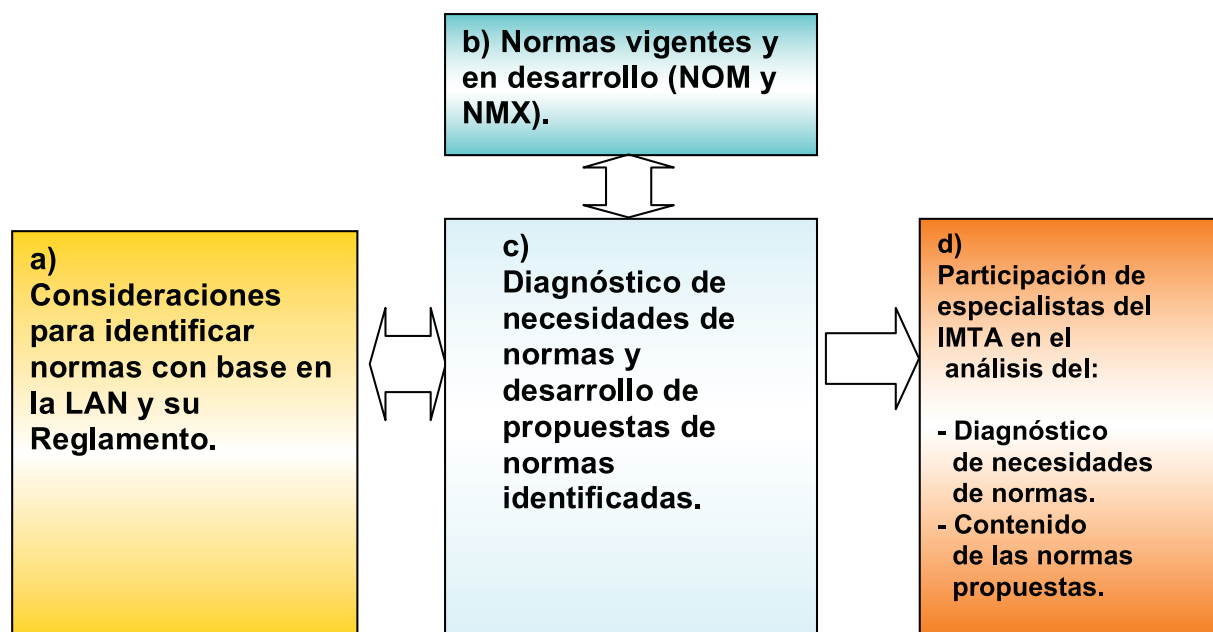 b) Normas vigentes y
en desarrollo (NOM y
NMX).
a)
Consideraciones
para identificar
normas con base en
la LAN y su
Reglamento.
c)
Diagnóstico de
necesidades de
normas y
desarrollo de
propuestas de
normas
identificadas.
d)
Participación de
especialistas del
IMTA en el
análisis del:
- Diagnóstico
de necesidades
de normas.
- Contenido
de las normas
propuestas.